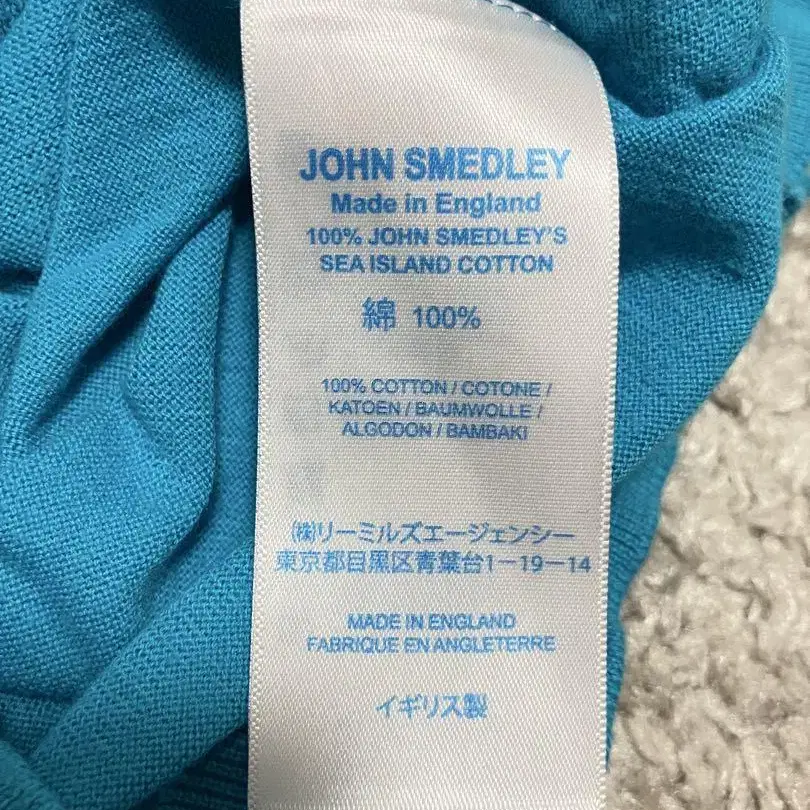 JOHN SMEDLEY
Made in England
100% JOHN SMEDLEY'S
SEA ISLAND COTTON
綿 100%
100% COTTON / COTONE /
KATOEN / BAUMWOLLE /
ALGODON / BAMBAKI
㈱リーミルズエージェンシー
東京都目黒区青葉台1-19-14
MADE IN ENGLAND
FABRIQUE EN ANGLETERRE
イギリス製